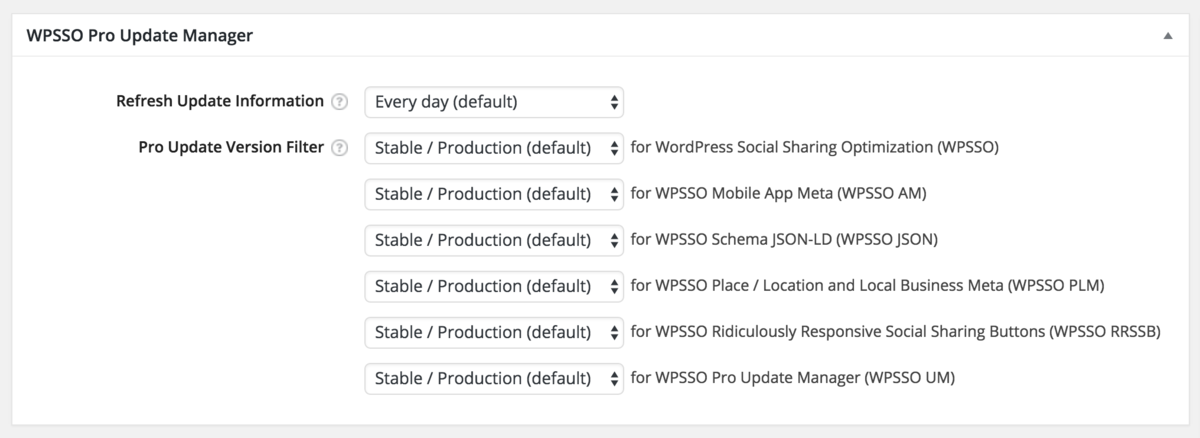 WPSSO Pro Update Manager
Refresh Update Information ? Every day (default)
Pro Update Version Filter ? Stable / Production (default) for WordPress Social Sharing Optimization (WPSSO)
Stable / Production (default) for WPSSO Mobile App Meta (WPSSO AM)
Stable / Production (default) for WPSSO Schema JSON-LD (WPSSO JSON)
Stable / Production (default) for WPSSO Place / Location and Local Business Meta (WPSSO PLM)
Stable / Production (default) for WPSSO Ridiculously Responsive Social Sharing Buttons (WPSSO RRSSB)
Stable / Production (default) for WPSSO Pro Update Manager (WPSSO UM)